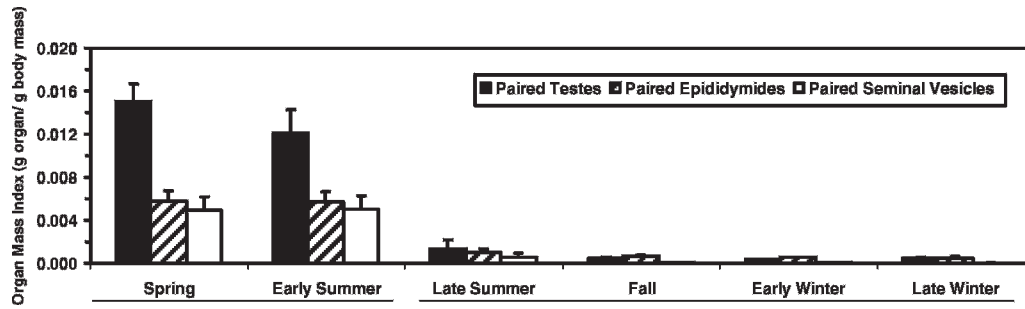 Organ Mass Index (g organ/ g body mass)
0.020
0.016
0.012
0.008
0.004
0.000
Paired Testes Paired Epididymides Paired Seminal Vesicles
Spring Early Summer Late Summer Fall Early Winter Late Winter